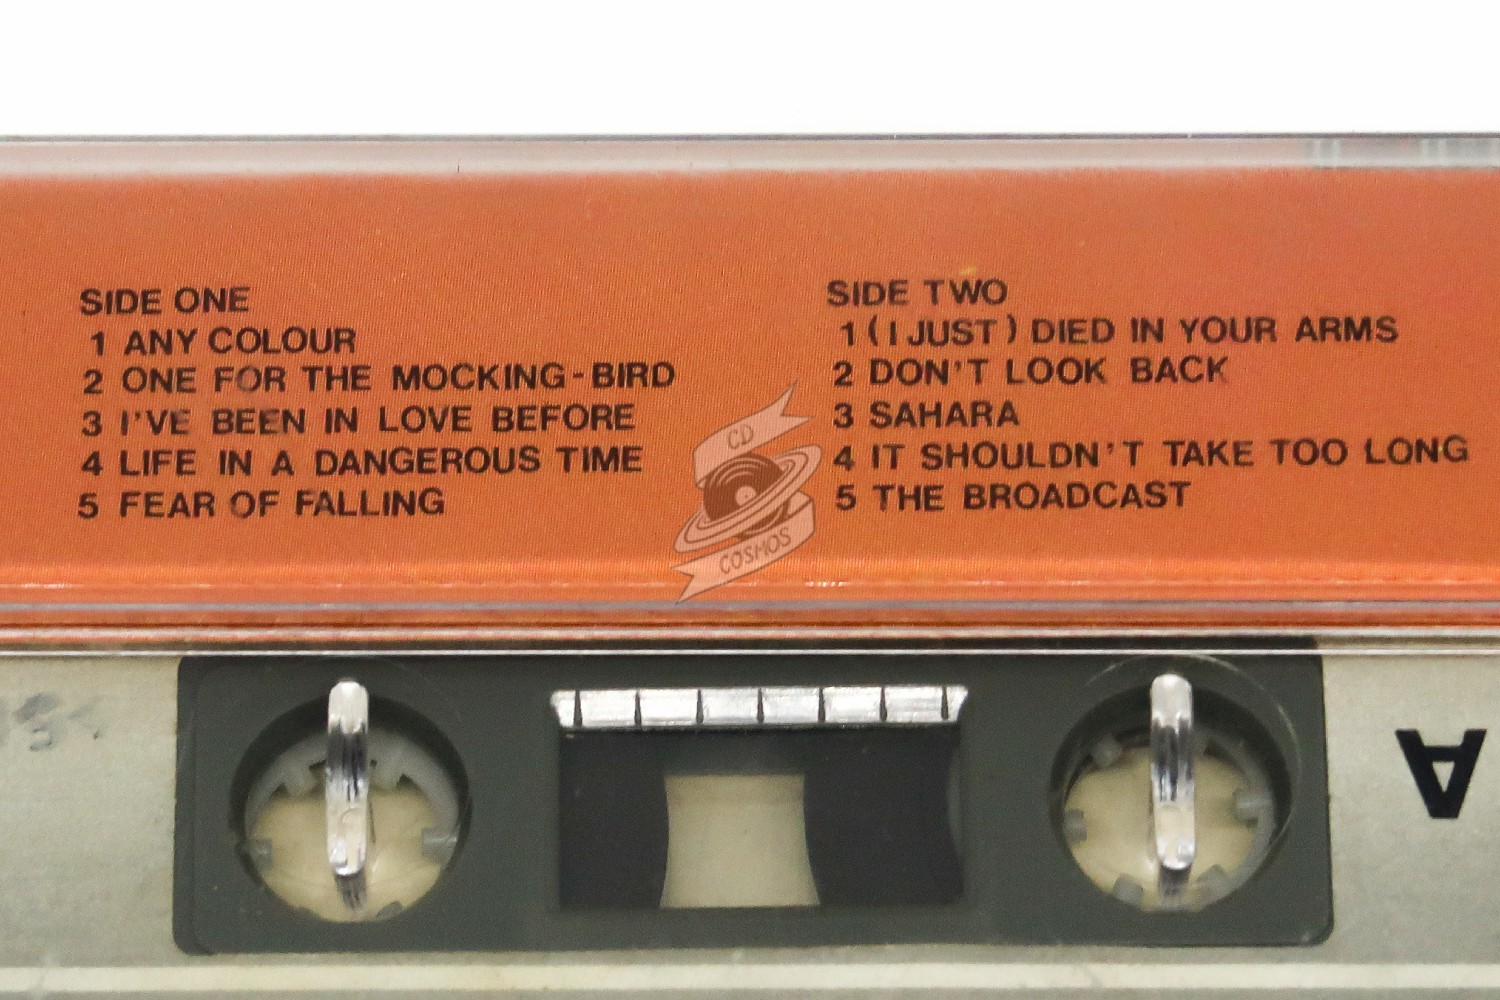 SIDE ONE
1 ANY COLOUR
2 ONE FOR THE MOCKING-BIRD
3 I'VE BEEN IN LOVE BEFORE
4 LIFE IN A DANGEROUS TIME
5 FEAR OF FALLING
SIDE TWO
1 (I JUST) DIED IN YOUR ARMS
2 DON'T LOOK BACK
3 SAHARA
4 IT SHOULDN'T TAKE TOO LONG
5 THE BROADCAST
CD
COSMOS
A